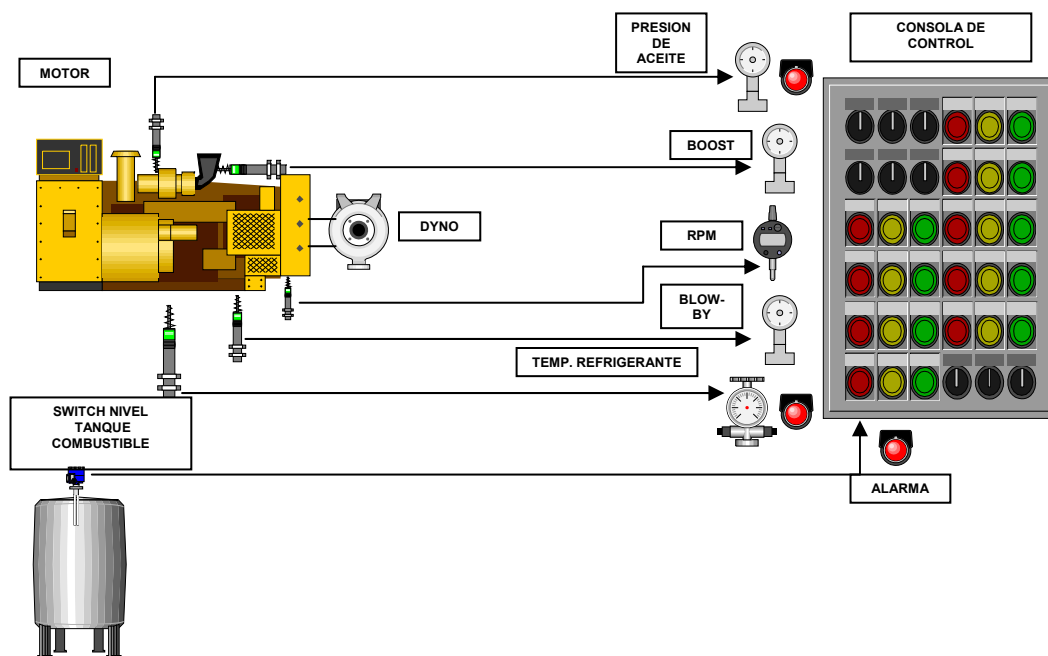 PRESION
DE
ACEITE
CONSOLA DE
CONTROL
MOTOR
BOOST
DYNO
RPM
BLOW-
BY
TEMP. REFRIGERANTE
SWITCH NIVEL
TANQUE
COMBUSTIBLE
ALARMA